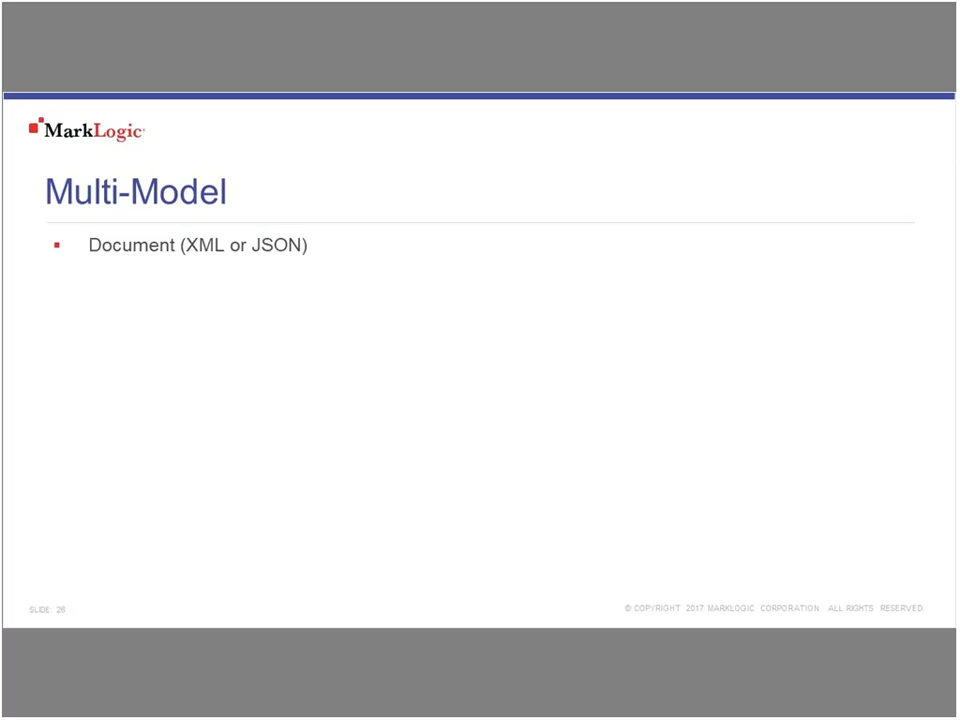 MarkLogic
Multi-Model
▪ Document (XML or JSON)
SLIDE: 26
© COPYRIGHT 2017 MARKLOGIC CORPORATION. ALL RIGHTS RESERVED.